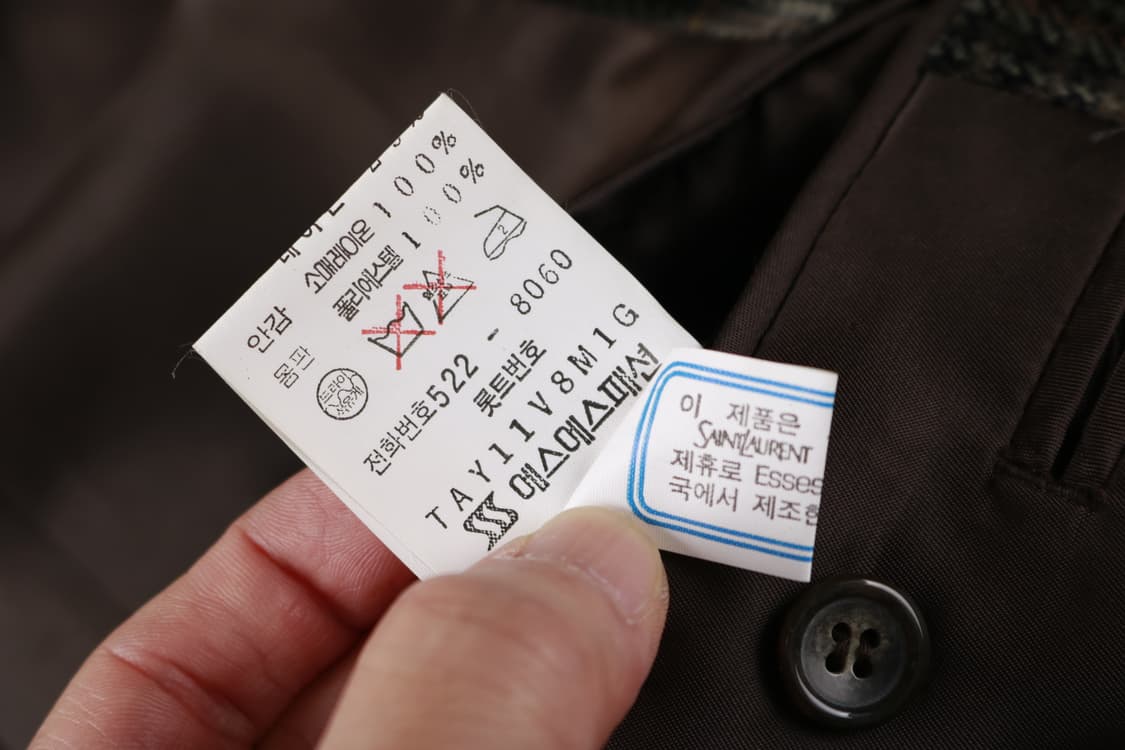 안감
소매레이온 100%
몸판
폴리에스텔 100%
드라이
2
전화번호522-8060
롯트번호
TAY11V8M1G
SSS 에스에스패션
이 제품은
SAINTLAURENT
제휴로 Esses
국에서 제조한